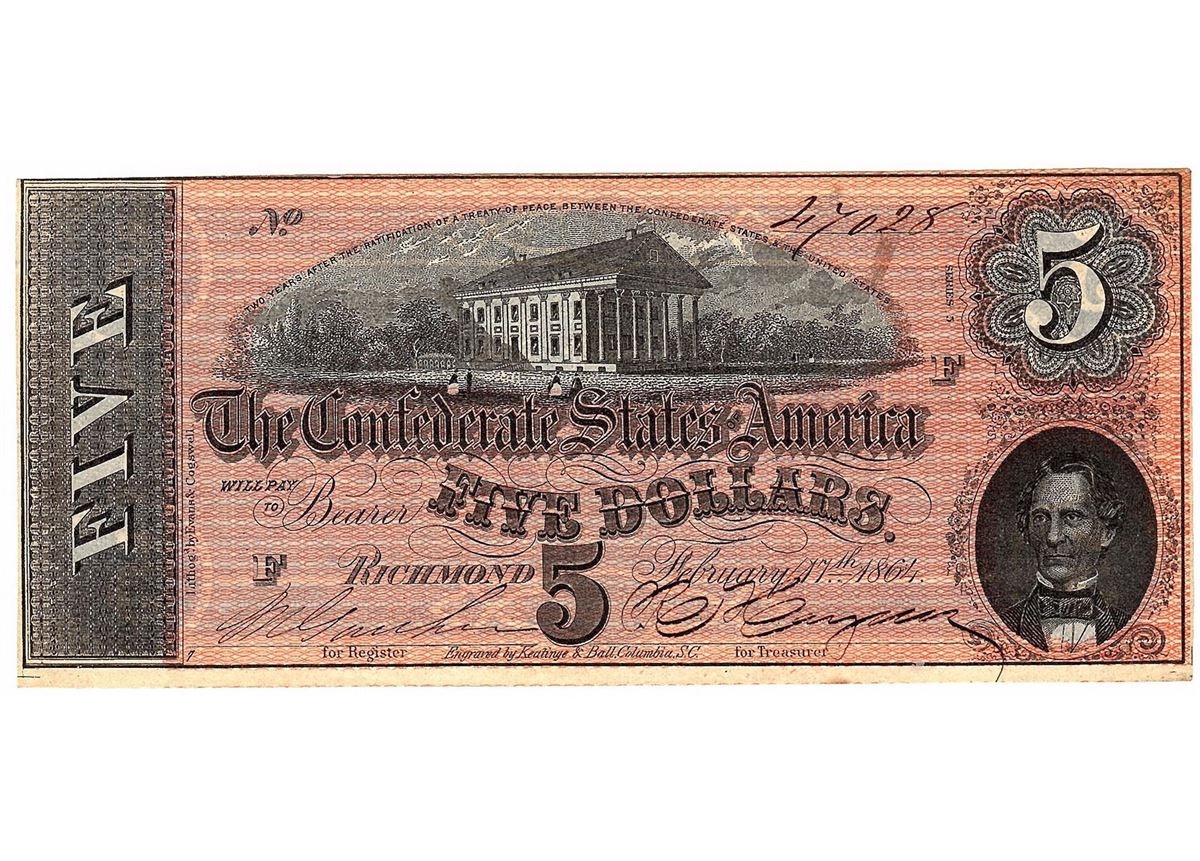 FIVE
No 47028
TWO YEARS AFTER THE RATIFICATION OF A TREATY OF PEACE BETWEEN THE CONFEDERATE STATES & THE UNITED STATES
SERIES 5
5
F
The Confederate States of America
WILL PAY
TO Bearer FIVE DOLLARS.
F
RICHMOND 5 February 17th 1864.
for Register
Engraved by Keatinge & Ball, Columbia, S.C.
for Treasurer
7
Lithog. by Evans & Cogswell